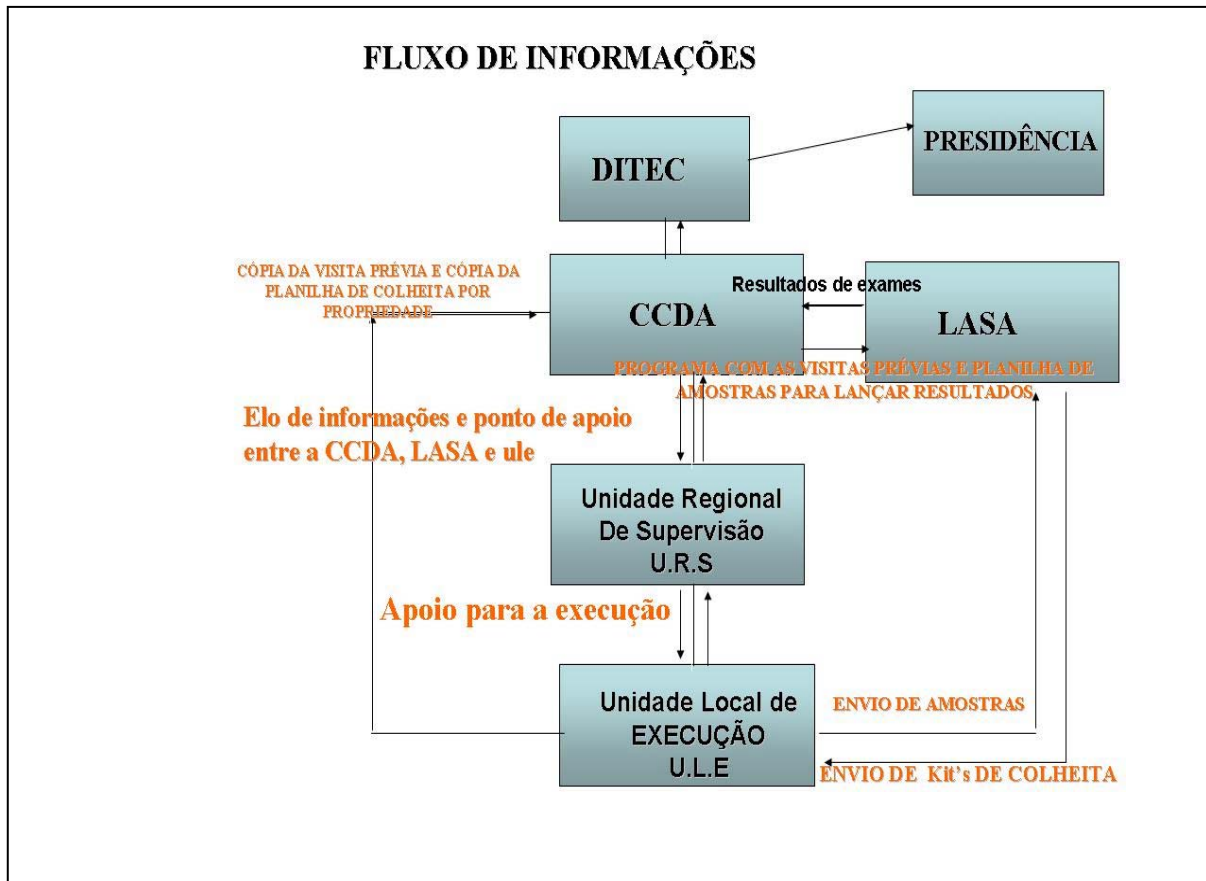 FLUXO DE INFORMAÇÕES
PRESIDÊNCIA
DITEC
CÓPIA DA VISITA PRÉVIA E CÓPIA DA
PLANILHA DE COLHEITA POR
PROPRIEDADE
CCDA
Resultados de exames
LASA
PROGRAMA COM AS VISITAS PRÉVIAS E PLANILHA DE
AMOSTRAS PARA LANÇAR RESULTADOS
Elo de informações e ponto de apoio
entre a CCDA, LASA e ule
Unidade Regional
De Supervisão
U.R.S
Apoio para a execução
Unidade Local de
EXECUÇÃO
U.L.E
ENVIO DE AMOSTRAS
ENVIO DE Kit's DE COLHEITA